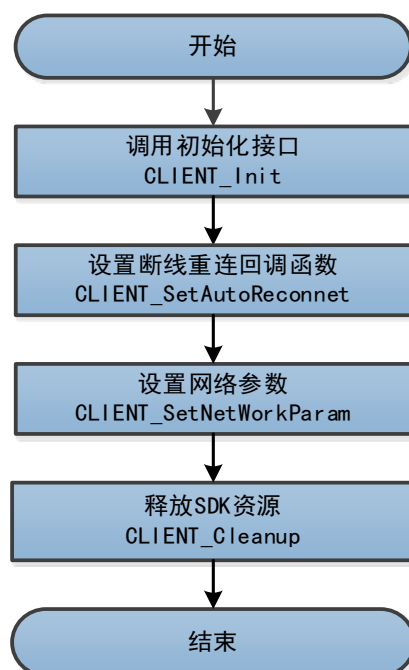 开始
调用初始化接口
CLIENT_Init
设置断线重连回调函数
CLIENT_SetAutoReconnet
设置网络参数
CLIENT_SetNetWorkParam
释放SDK资源
CLIENT_Cleanup
结束